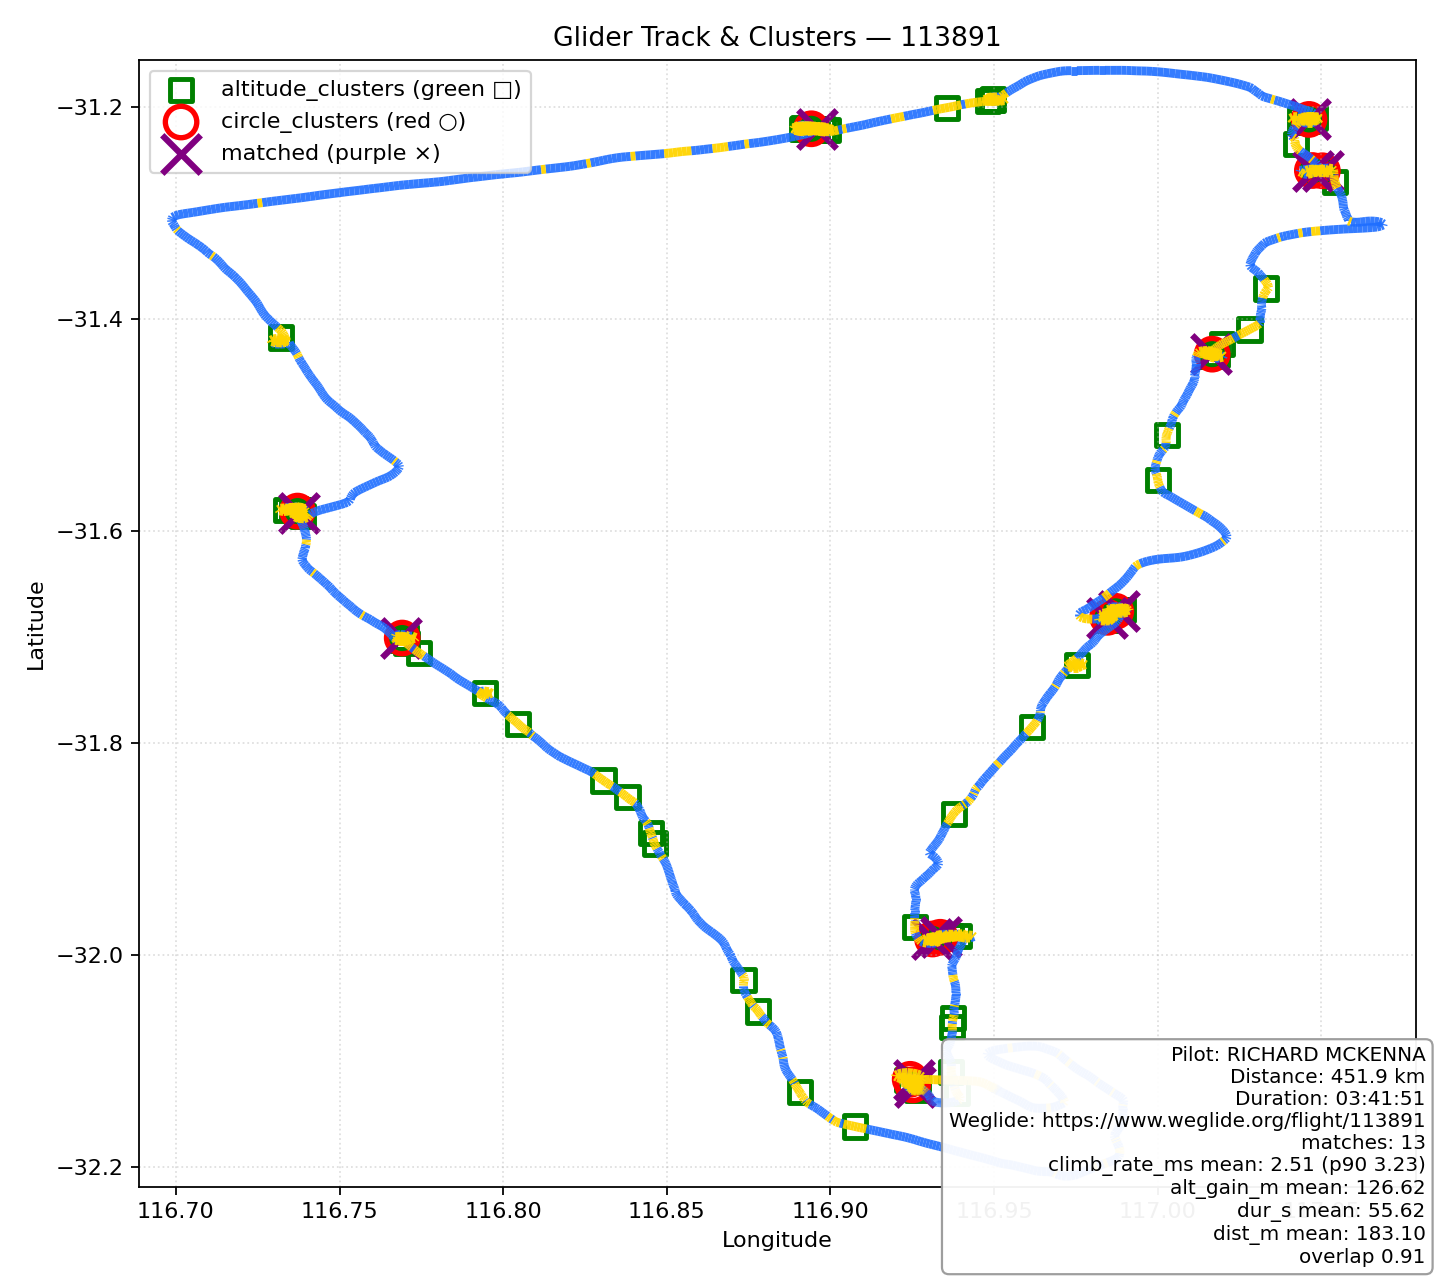 Glider Track & Clusters — 113891
altitude_clusters (green □)
circle_clusters (red ○)
matched (purple ×)
−31.2
−31.4
−31.6
−31.8
−32.0
−32.2
Latitude
116.70
116.75
116.80
116.85
116.90
116.95
117.00
Longitude
Pilot: RICHARD MCKENNA
Distance: 451.9 km
Duration: 03:41:51
Weglide: https://www.weglide.org/flight/113891
matches: 13
climb_rate_ms mean: 2.51 (p90 3.23)
alt_gain_m mean: 126.62
dur_s mean: 55.62
dist_m mean: 183.10
overlap 0.91